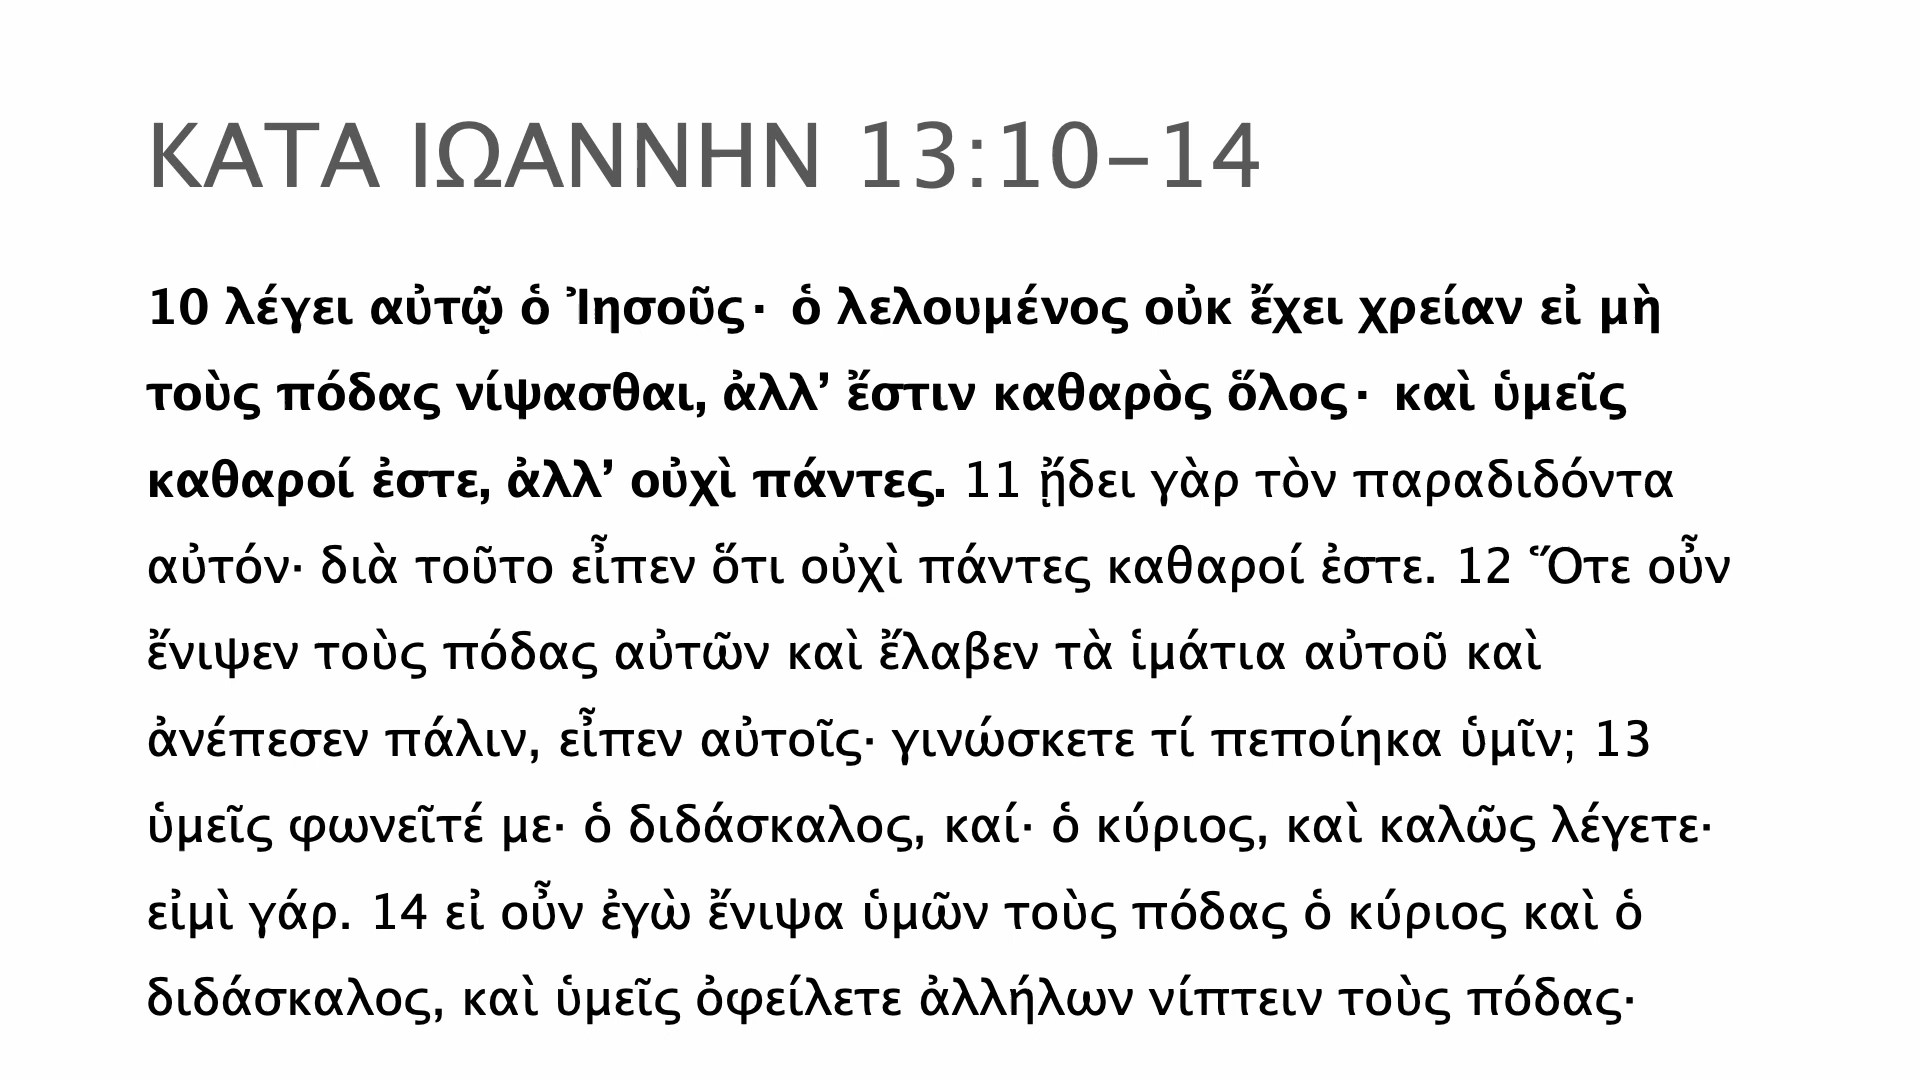 ΚΑΤΑ ΙΩΑΝΝΗΝ 13:10–14
10 λέγει αὐτῷ ὁ Ἰησοῦς· ὁ λελουμένος οὐκ ἔχει χρείαν εἰ μὴ
τοὺς πόδας νίψασθαι, ἀλλ’ ἔστιν καθαρὸς ὅλος· καὶ ὑμεῖς
καθαροί ἐστε, ἀλλ’ οὐχὶ πάντες. 11 ᾔδει γὰρ τὸν παραδιδόντα
αὐτόν· διὰ τοῦτο εἶπεν ὅτι οὐχὶ πάντες καθαροί ἐστε. 12 Ὅτε οὖν
ἔνιψεν τοὺς πόδας αὐτῶν καὶ ἔλαβεν τὰ ἱμάτια αὐτοῦ καὶ
ἀνέπεσεν πάλιν, εἶπεν αὐτοῖς· γινώσκετε τί πεποίηκα ὑμῖν; 13
ὑμεῖς φωνεῖτέ με· ὁ διδάσκαλος, καί· ὁ κύριος, καὶ καλῶς λέγετε·
εἰμὶ γάρ. 14 εἰ οὖν ἐγὼ ἔνιψα ὑμῶν τοὺς πόδας ὁ κύριος καὶ ὁ
διδάσκαλος, καὶ ὑμεῖς ὀφείλετε ἀλλήλων νίπτειν τοὺς πόδας·